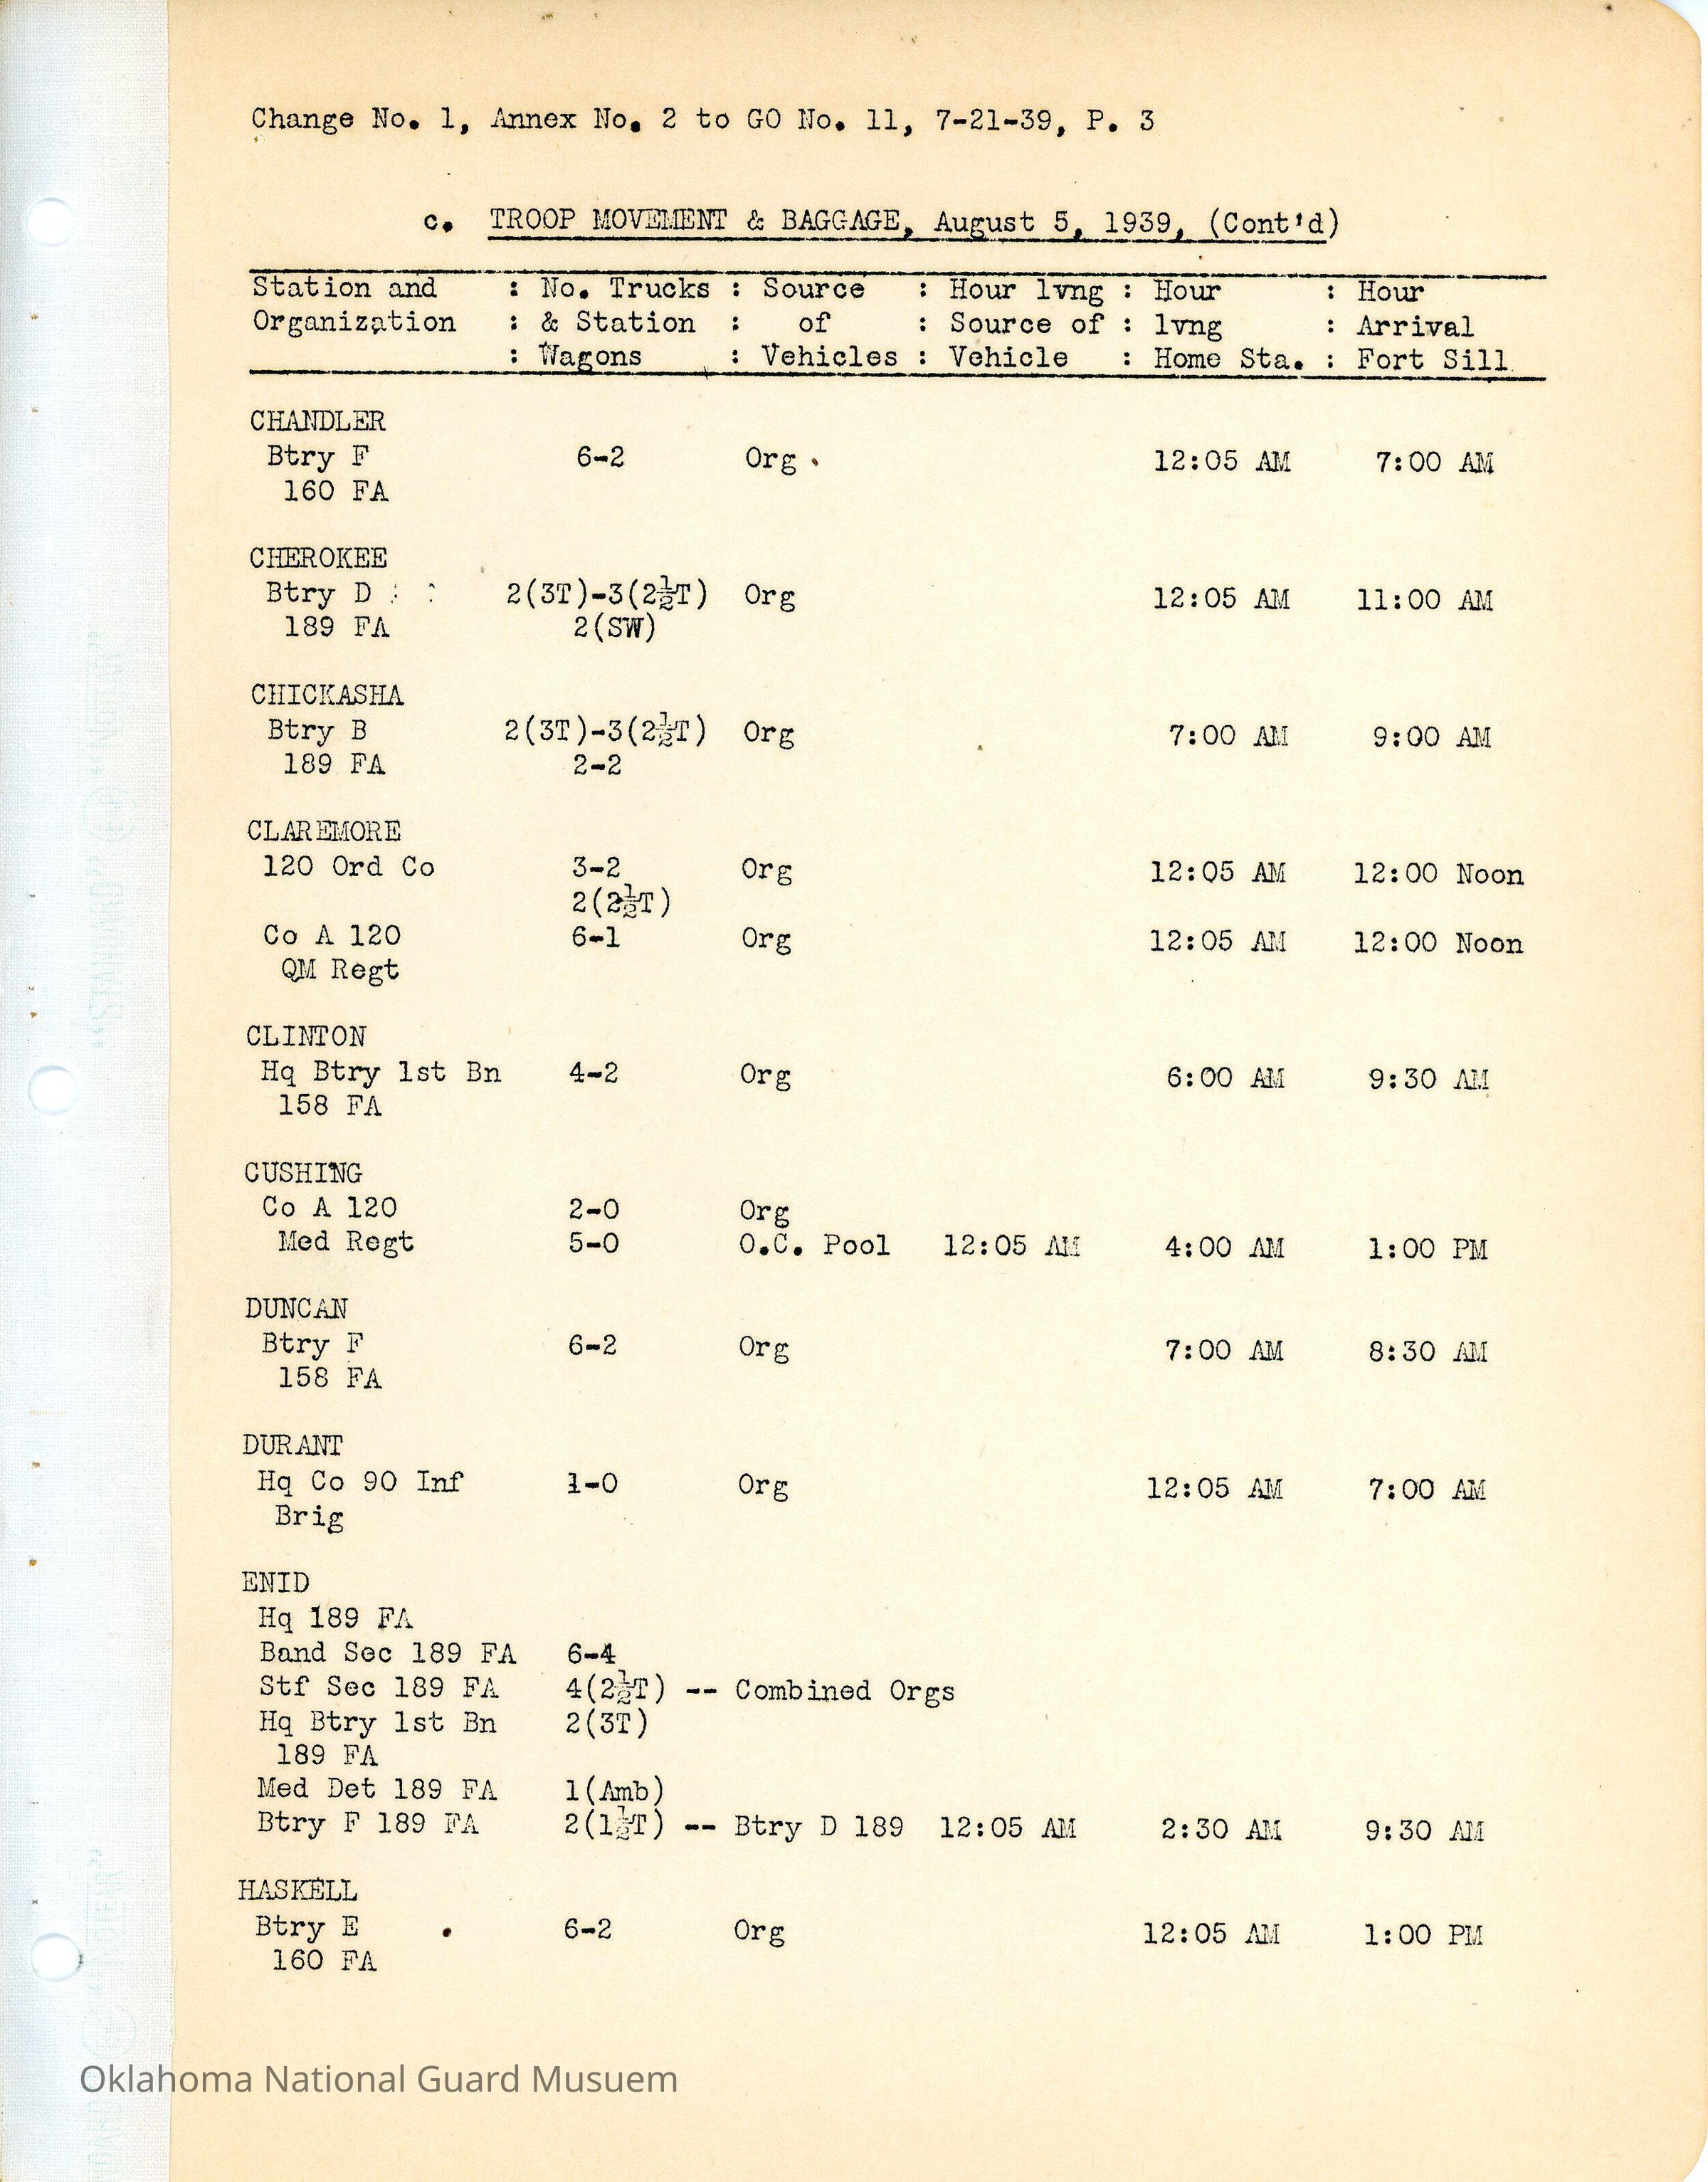 Change No. 1, Annex No. 2 to GO No. 11, 7-21-39, P. 3
c. TROOP MOVEMENT & BAGGAGE, August 5, 1939, (Cont'd)
Station and : No. Trucks : Source : Hour lvng : Hour : Hour
Organization : & Station : of : Source of : lvng : Arrival
: Wagons : Vehicles : Vehicle : Home Sta. : Fort Sill
CHANDLER
Btry F 6-2 Org. 12:05 AM 7:00 AM
160 FA
CHEROKEE
Btry D 2(3T)-3(2½T) Org 12:05 AM 11:00 AM
189 FA 2(SW)
CHICKASHA
Btry B 2(3T)-3(2½T) Org 7:00 AM 9:00 AM
189 FA 2-2
CLAREMORE
120 Ord Co 3-2 Org 12:05 AM 12:00 Noon
2(2½T)
Co A 120 6-1 Org 12:05 AM 12:00 Noon
QM Regt
CLINTON
Hq Btry 1st Bn 4-2 Org 6:00 AM 9:30 AM
158 FA
CUSHING
Co A 120 2-0 Org
Med Regt 5-0 O.C. Pool 12:05 AM 4:00 AM 1:00 PM
DUNCAN
Btry F 6-2 Org 7:00 AM 8:30 AM
158 FA
DURANT
Hq Co 90 Inf 1-0 Org 12:05 AM 7:00 AM
Brig
ENID
Hq 189 FA
Band Sec 189 FA 6-4
Stf Sec 189 FA 4(2½T) -- Combined Orgs
Hq Btry 1st Bn 2(3T)
189 FA
Med Det 189 FA 1(Amb)
Btry F 189 FA 2(1½T) -- Btry D 189 12:05 AM 2:30 AM 9:30 AM
HASKELL
Btry E 6-2 Org 12:05 AM 1:00 PM
160 FA
Oklahoma National Guard Musuem